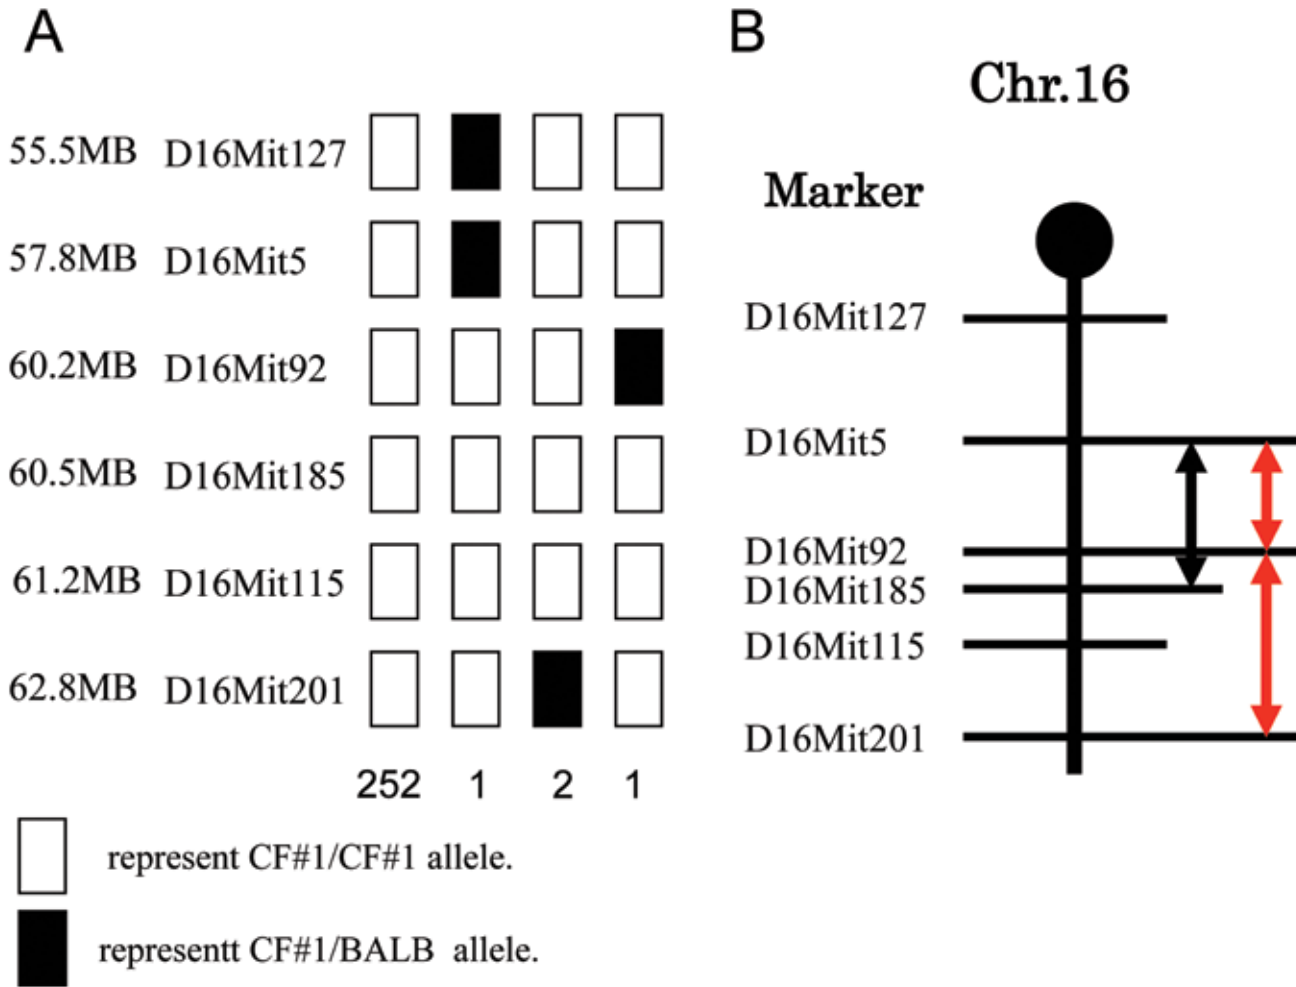 A
55.5MB D16Mit127
57.8MB D16Mit5
60.2MB D16Mit92
60.5MB D16Mit185
61.2MB D16Mit115
62.8MB D16Mit201
252 1 2 1
represent CF#1/CF#1 allele.
representt CF#1/BALB allele.
B
Chr.16
Marker
D16Mit127
D16Mit5
D16Mit92
D16Mit185
D16Mit115
D16Mit201